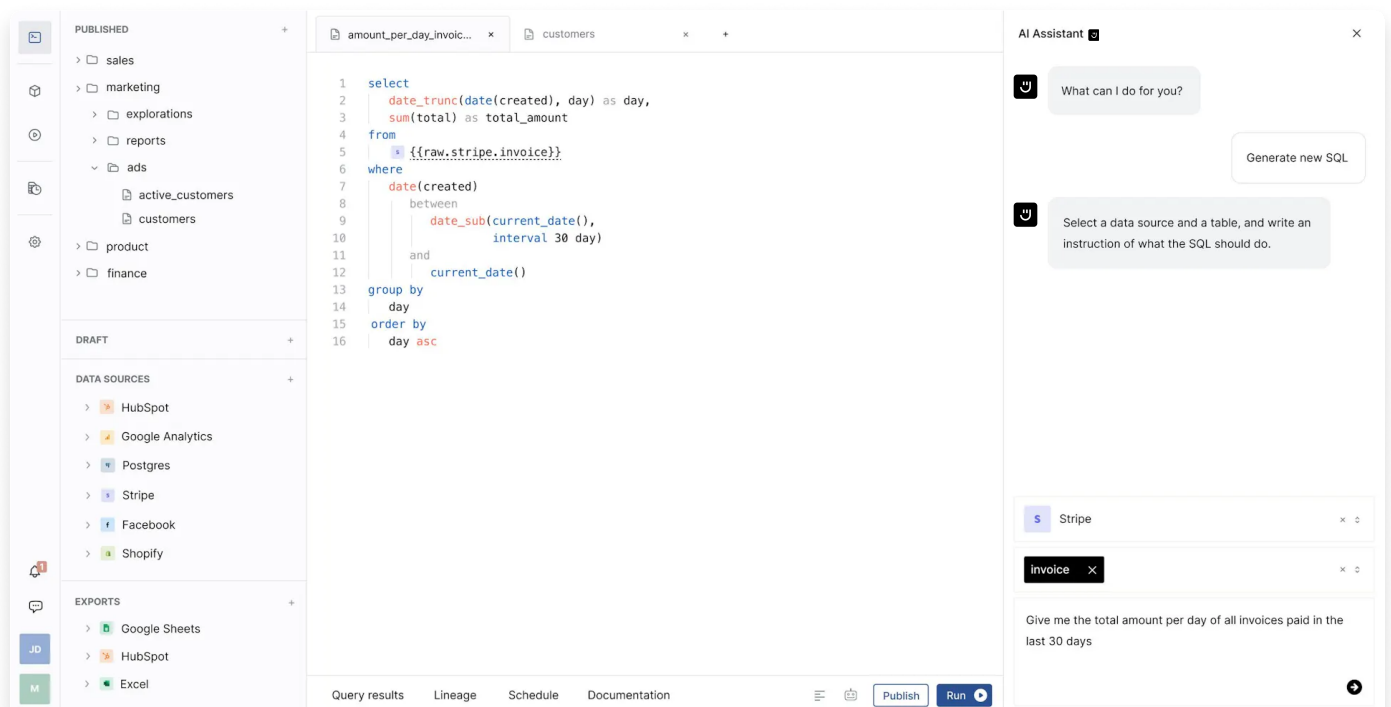 PUBLISHED
+
sales
marketing
explorations
reports
ads
active_customers
customers
product
finance
DRAFT
+
DATA SOURCES
+
HubSpot
Google Analytics
Postgres
Stripe
Facebook
Shopify
EXPORTS
+
Google Sheets
HubSpot
Excel
1
JD
M
amount_per_day_invoic... ×
customers ×
+
1 select
2 date_trunc(date(created), day) as day,
3 sum(total) as total_amount
4 from
5 s {{raw.stripe.invoice}}
6 where
7 date(created)
8 between
9 date_sub(current_date(),
10 interval 30 day)
11 and
12 current_date()
13 group by
14 day
15 order by
16 day asc
Query results Lineage Schedule Documentation Publish Run
AI Assistant
What can I do for you?
Generate new SQL
Select a data source and a table, and write an
instruction of what the SQL should do.
S Stripe
invoice
Give me the total amount per day of all invoices paid in the
last 30 days